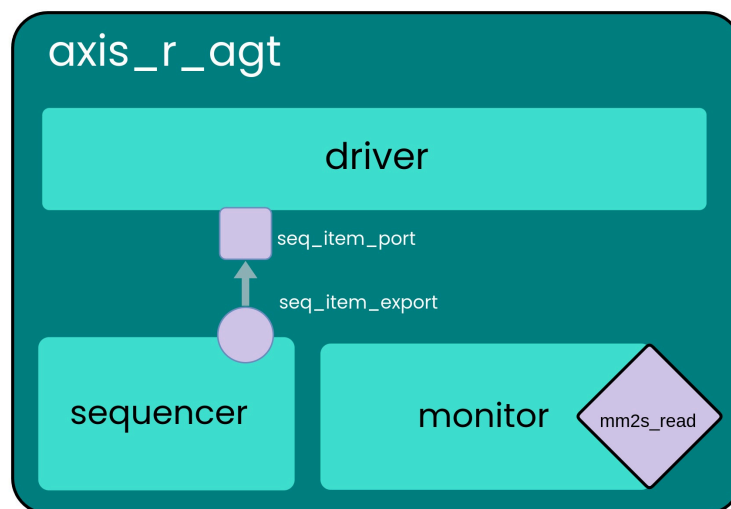 axis_r_agt
driver
seq_item_port
seq_item_export
sequencer
monitor
mm2s_read